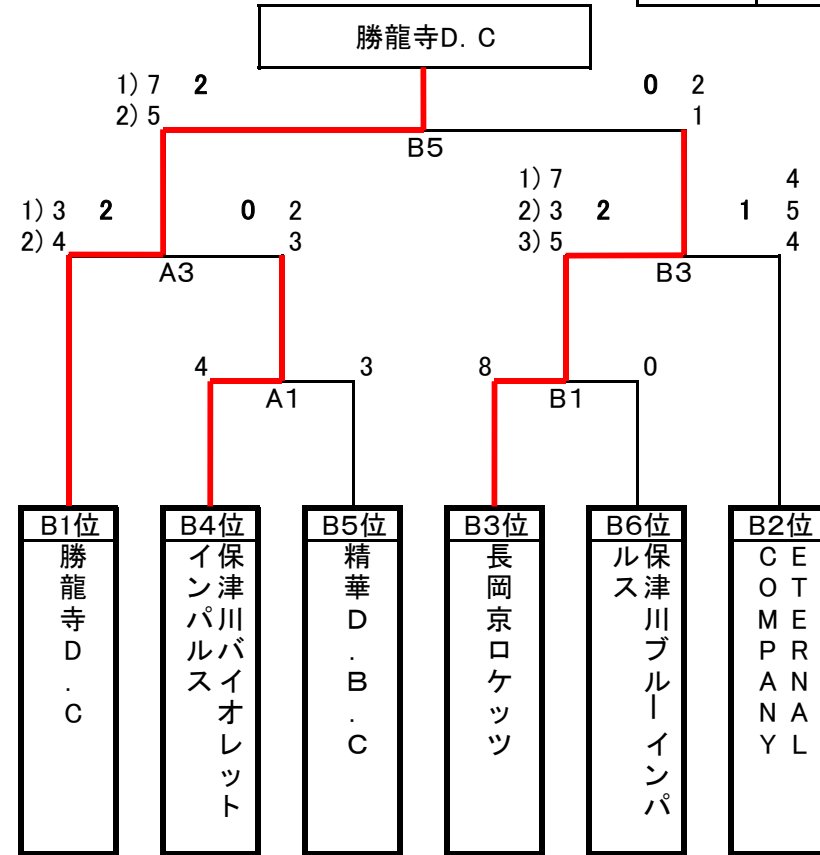 勝龍寺D．C
1) 7 2 0 2
2) 5 1
B5
1) 7 4
1) 3 2 0 2 2) 3 2 1 5
2) 4 3 3) 5 4
A3 B3
4 3 8 0
A1 B1
B1位 B4位 B5位 B3位 B6位 B2位
勝龍寺D．C
保津川バイオレット
インパルス
精華D．B．C
長岡京ロケッツ
保津川ブルーインパ
ルス
ETERNAL
COMPANY